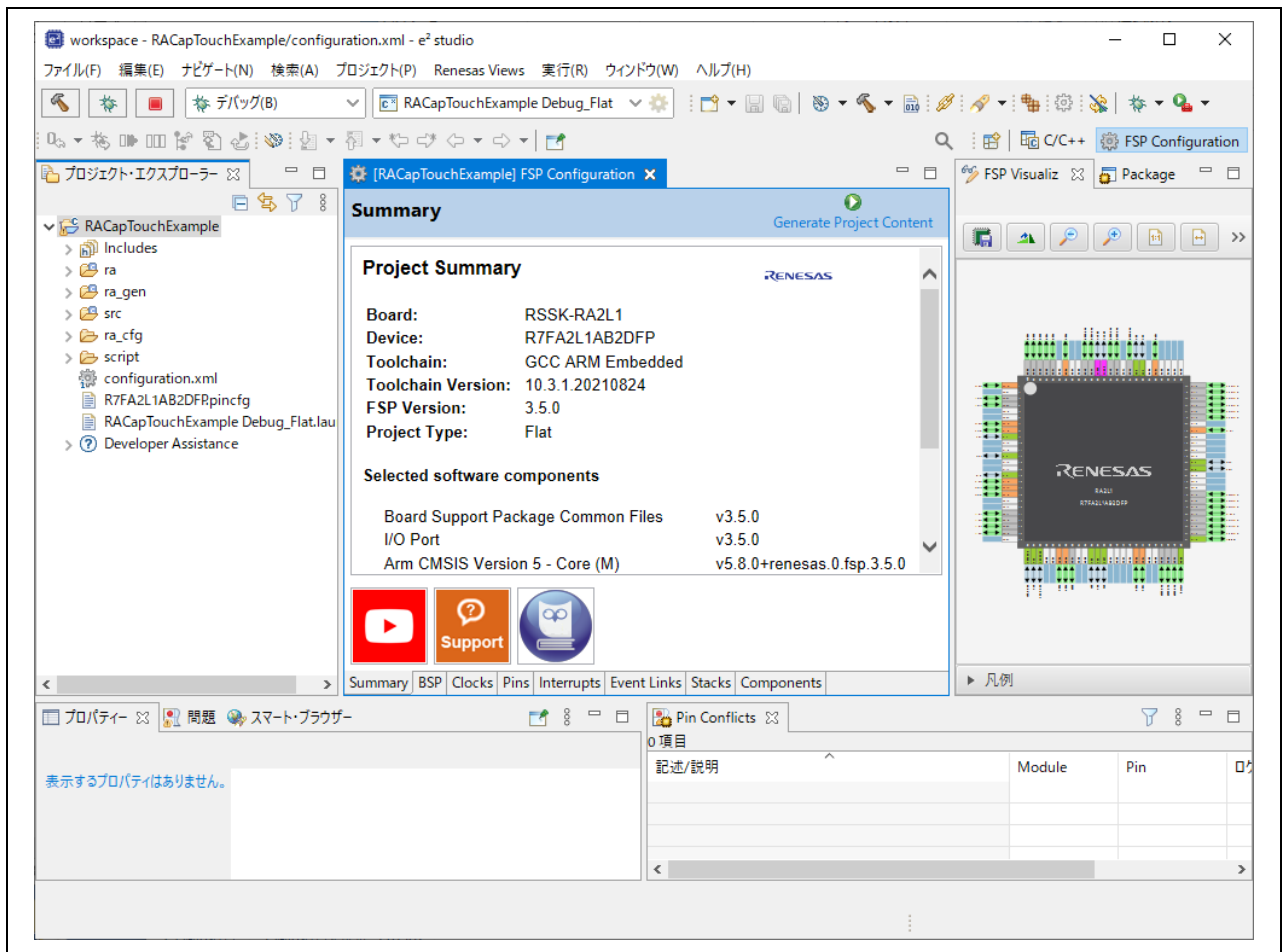 workspace - RACapTouchExample/configuration.xml - e² studio
ファイル(F) 編集(E) ナビゲート(N) 検索(A) プロジェクト(P) Renesas Views 実行(R) ウィンドウ(W) ヘルプ(H)
デバッグ(B) RACapTouchExample Debug_Flat
C/C++ FSP Configuration
プロジェクト・エクスプローラー
RACapTouchExample
Includes
ra
ra_gen
src
ra_cfg
script
configuration.xml
R7FA2L1AB2DFP.pincfg
RACapTouchExample Debug_Flat.lau
Developer Assistance
[RACapTouchExample] FSP Configuration
Summary
Generate Project Content
Project Summary
RENESAS
Board: RSSK-RA2L1
Device: R7FA2L1AB2DFP
Toolchain: GCC ARM Embedded
Toolchain Version: 10.3.1.20210824
FSP Version: 3.5.0
Project Type: Flat
Selected software components
Board Support Package Common Files v3.5.0
I/O Port v3.5.0
Arm CMSIS Version 5 - Core (M) v5.8.0+renesas.0.fsp.3.5.0
Support
Summary BSP Clocks Pins Interrupts Event Links Stacks Components
FSP Visualiz Package
RENESAS
RA2L1
R7FA2L1AB2DFP
凡例
プロパティー 問題 スマート・ブラウザー
表示するプロパティはありません。
Pin Conflicts
0 項目
記述/説明 Module Pin